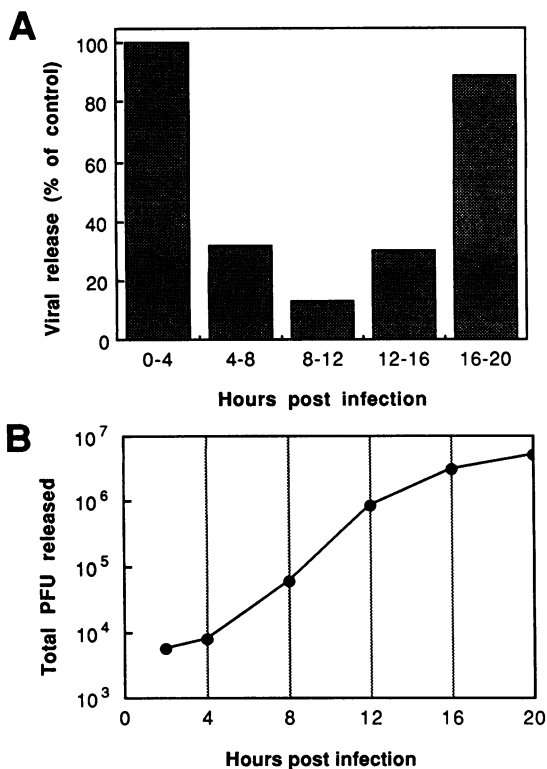 A
Viral release (% of control)
100
80
60
40
20
0
0-4 4-8 8-12 12-16 16-20
Hours post infection
B
Total PFU released
10^7
10^6
10^5
10^4
10^3
0 4 8 12 16 20
Hours post infection